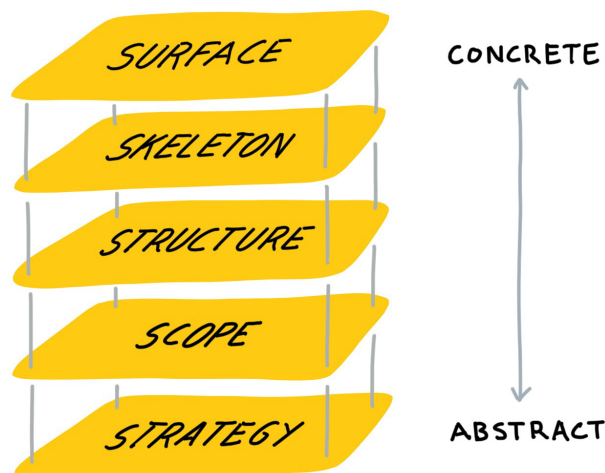 SURFACE
CONCRETE
SKELETON
STRUCTURE
SCOPE
STRATEGY
ABSTRACT